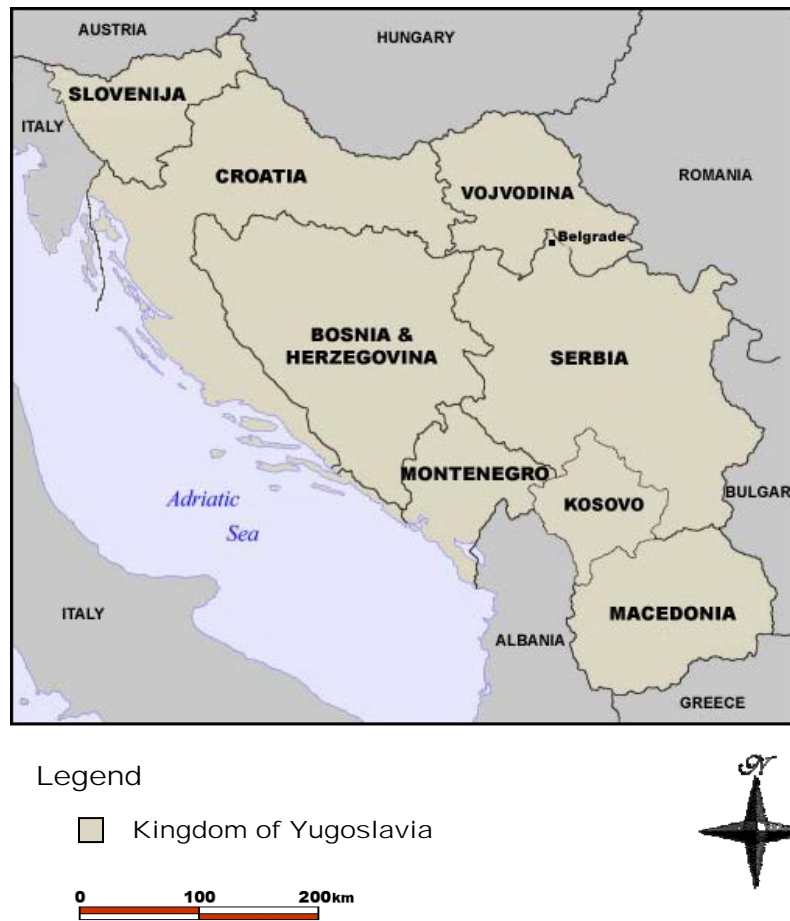 AUSTRIA
HUNGARY
SLOVENIJA
ITALY
CROATIA
VOJVODINA
ROMANIA
Belgrade
BOSNIA &
HERZEGOVINA
SERBIA
MONTENEGRO
KOSOVO
BULGAR
Adriatic
Sea
ITALY
ALBANIA
MACEDONIA
GREECE
Legend
N
Kingdom of Yugoslavia
0 100 200km